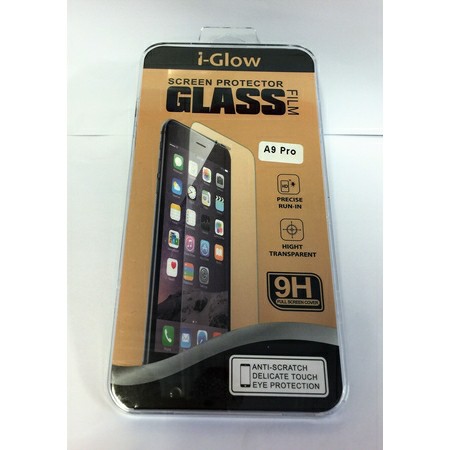 i-Glow
SCREEN PROTECTOR
GLASS FILM
A9 Pro
PRECISE
RUN-IN
HIGHT
TRANSPARENT
9H
FULL SCREEN COVER
ANTI-SCRATCH
DELICATE TOUCH
EYE PROTECTION